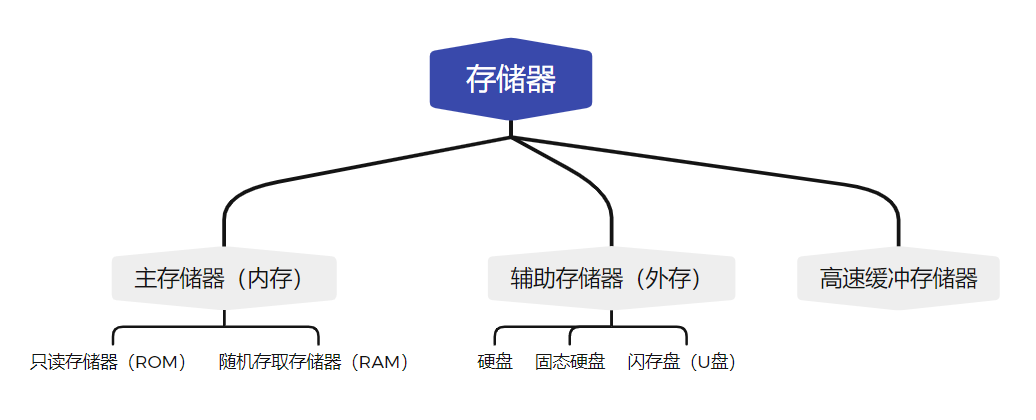 存储器
主存储器（内存）
辅助存储器（外存）
高速缓冲存储器
只读存储器（ROM）
随机存取存储器（RAM）
硬盘
固态硬盘
闪存盘（U盘）